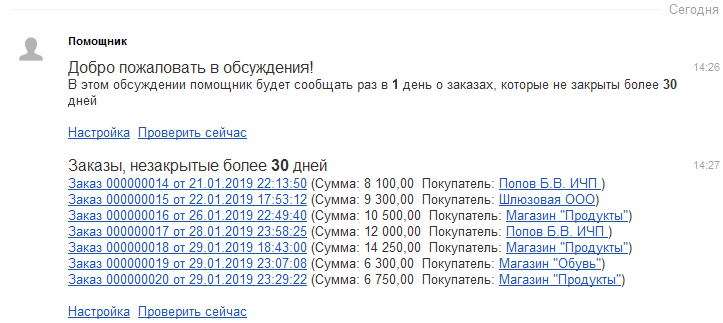 Сегодня
Помощник
Добро пожаловать в обсуждения! 14:26
В этом обсуждении помощник будет сообщать раз в 1 день о заказах, которые не закрыты более 30
дней
Настройка Проверить сейчас
Заказы, незакрытые более 30 дней 14:27
Заказ 000000014 от 21.01.2019 22:13:50 (Сумма: 8 100,00 Покупатель: Попов Б.В. ИЧП )
Заказ 000000015 от 22.01.2019 17:53:12 (Сумма: 9 300,00 Покупатель: Шлюзовая ООО)
Заказ 000000016 от 26.01.2019 22:49:40 (Сумма: 10 500,00 Покупатель: Магазин "Продукты")
Заказ 000000017 от 28.01.2019 23:58:25 (Сумма: 12 000,00 Покупатель: Попов Б.В. ИЧП )
Заказ 000000018 от 29.01.2019 18:43:00 (Сумма: 14 250,00 Покупатель: Магазин "Продукты")
Заказ 000000019 от 29.01.2019 23:07:08 (Сумма: 6 300,00 Покупатель: Магазин "Обувь")
Заказ 000000020 от 29.01.2019 23:29:22 (Сумма: 6 750,00 Покупатель: Магазин "Продукты")
Настройка Проверить сейчас